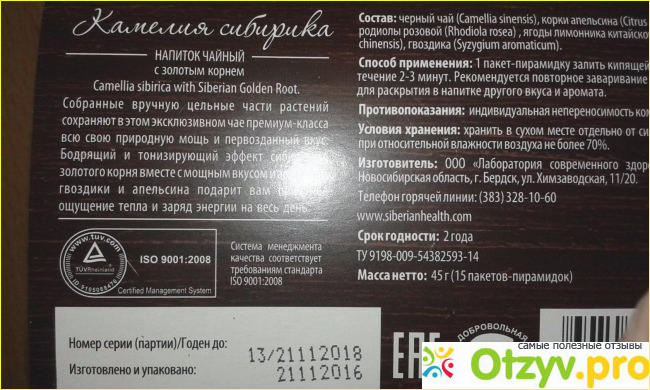 Камелия сибирика
НАПИТОК ЧАЙНЫЙ
с золотым корнем
Camellia sibirica with Siberian Golden Root.
Собранные вручную цельные части растений
сохраняют в этом эксклюзивном чае премиум-класса
всю свою природную мощь и первозданный вкус.
Бодрящий и тонизирующий эффект
золотого корня вместе с мощным вкусом и
гвоздики и апельсина подарит вам
ощущение тепла и заряд энергии на весь день.
www.tuv.com
TÜVRheinland
ISO 9001:2008
Certified Management System
Система менеджмента
качества соответствует
требованиям стандарта
ISO 9001:2008
Номер серии (партии)/Годен до:
13/21112018
Изготовлено и упаковано:
21112016
Состав: черный чай (Camellia sinensis), корки апельсина (Citrus
родиолы розовой (Rhodiola rosea) , ягоды лимонника китайско
chinensis), гвоздика (Syzygium aromaticum).
Способ применения: 1 пакет-пирамидку залить кипящей
течение 2-3 минут. Рекомендуется повторное заваривание
для раскрытия в напитке другого вкуса и аромата.
Противопоказания: индивидуальная непереносимость ко
Условия хранения: хранить в сухом месте отдельно от си
при относительной влажности воздуха не более 70%.
Изготовитель: ООО «Лаборатория современного здоро
Новосибирская область, г. Бердск, ул. Химзаводская, 11/20.
Телефон горячей линии: (383) 328-10-60
www.siberianhealth.com
Срок годности: 2 года
ТУ 9198-009-54382593-14
Масса нетто: 45 г (15 пакетов-пирамидок)
ЕАС
ДОБРОВОЛЬНАЯ
самые полезные отзывы
Otzyv.pro